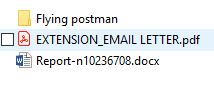 Flying postman
EXTENSION_EMAIL LETTER.pdf
Report-n10236708.docx